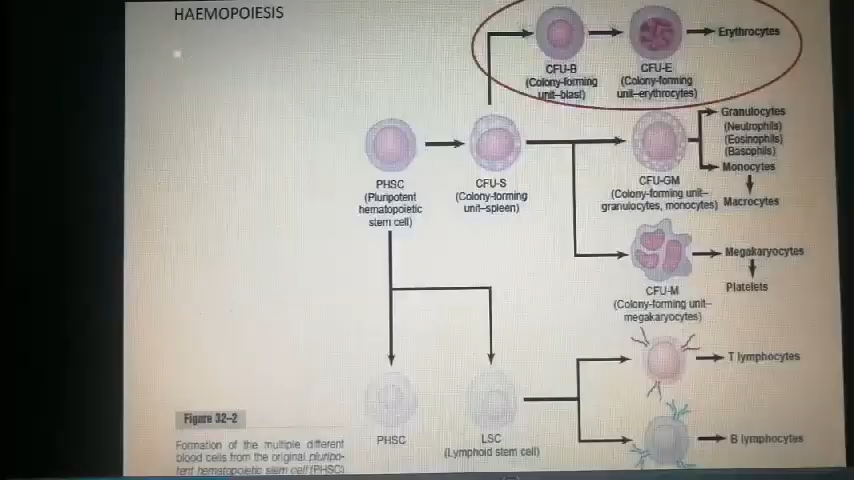 HAEMOPOIESIS
CFU-B
(Colony-forming
unit–blast)
CFU-E
(Colony-forming
unit–erythrocytes)
Erythrocytes
PHSC
(Pluripotent
hematopoietic
stem cell)
CFU-S
(Colony-forming
unit–spleen)
CFU-GM
(Colony-forming unit–
granulocytes, monocytes)
Granulocytes
(Neutrophils)
(Eosinophils)
(Basophils)
Monocytes
Macrocytes
CFU-M
(Colony-forming unit–
megakaryocytes)
Megakaryocytes
Platelets
PHSC
LSC
(Lymphoid stem cell)
T lymphocytes
B lymphocytes
Figure 32–2
Formation of the multiple different
blood cells from the original pluripo-
tent hematopoietic stem cell (PHSC)